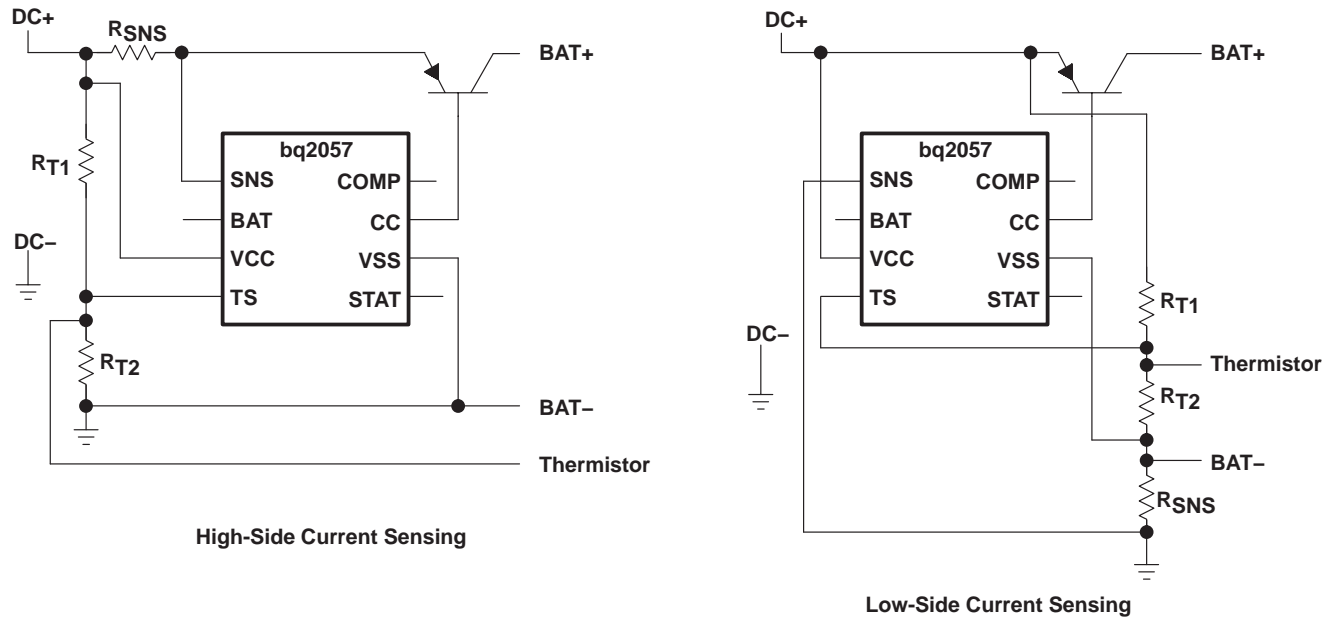 DC+
RSNS
BAT+
RT1
bq2057
SNS
COMP
BAT
CC
DC–
VCC
VSS
TS
STAT
RT2
BAT–
Thermistor
High-Side Current Sensing
DC+
BAT+
bq2057
SNS
COMP
BAT
CC
VCC
VSS
TS
STAT
RT1
DC–
Thermistor
RT2
BAT–
RSNS
Low-Side Current Sensing